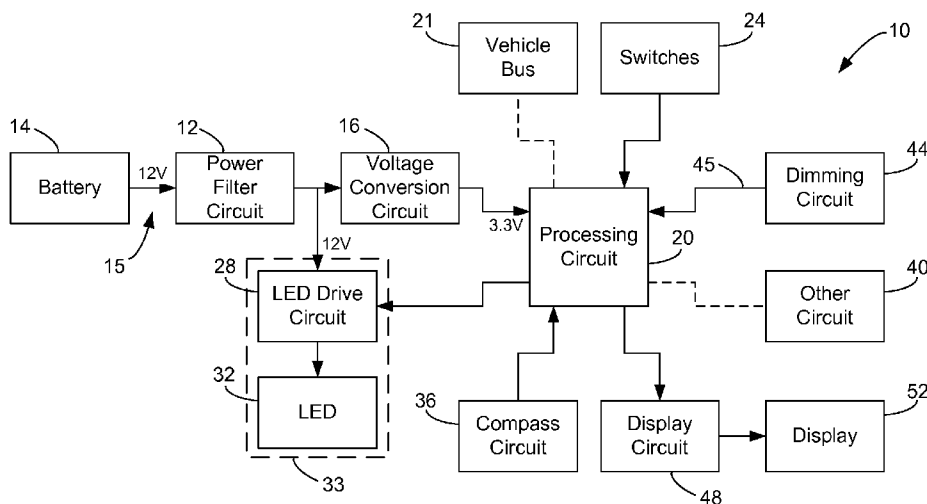 21
Vehicle
Bus
24
Switches
10
14
Battery
12V
15
12
Power
Filter
Circuit
16
Voltage
Conversion
Circuit
3.3V
Processing
Circuit
20
45
Dimming
Circuit
44
12V
28
LED Drive
Circuit
Other
Circuit
40
32
LED
33
36
Compass
Circuit
Display
Circuit
48
Display
52